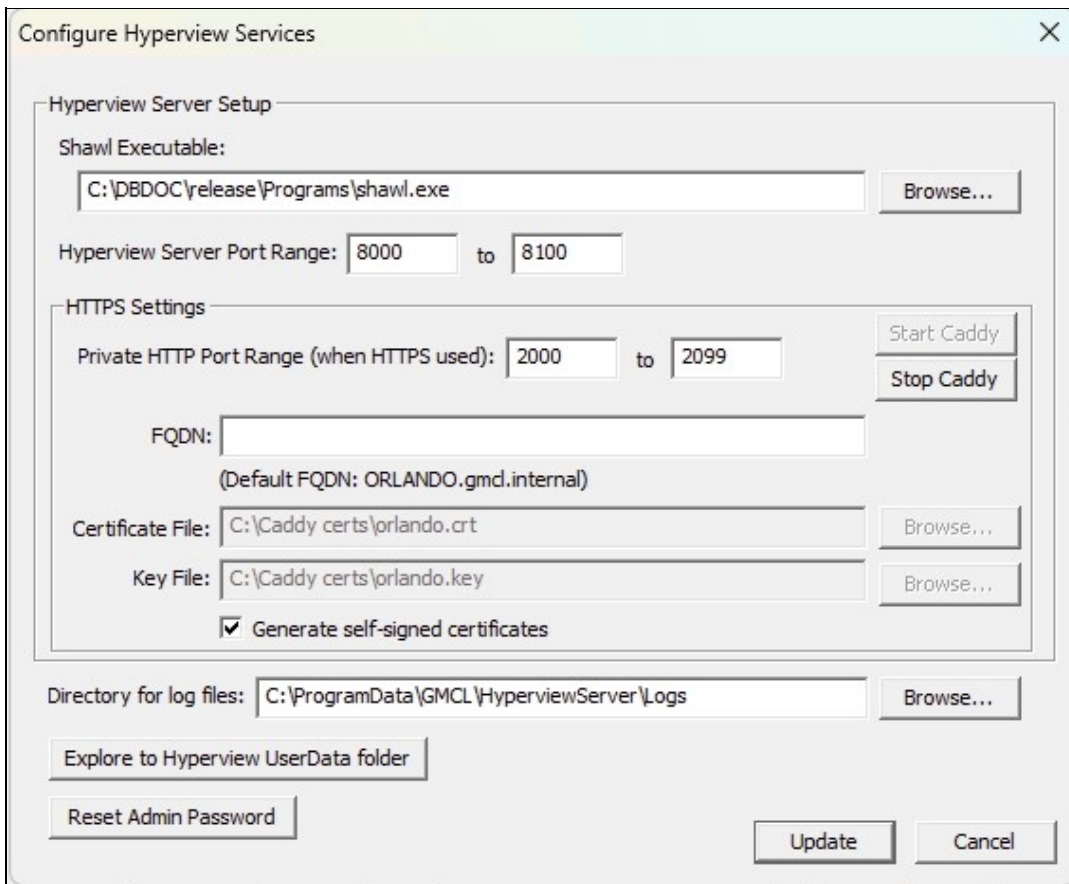 Configure Hyperview Services
Hyperview Server Setup
Shawl Executable:
C:\DBDOC\release\Programs\shawl.exe
Browse...
Hyperview Server Port Range: 8000 to 8100
HTTPS Settings
Start Caddy
Private HTTP Port Range (when HTTPS used): 2000 to 2099
Stop Caddy
FQDN:
(Default FQDN: ORLANDO.gmcl.internal)
Certificate File: C:\Caddy certs\orlando.crt Browse...
Key File: C:\Caddy certs\orlando.key Browse...
Generate self-signed certificates
Directory for log files: C:\ProgramData\GMCL\HyperviewServer\Logs Browse...
Explore to Hyperview UserData folder
Reset Admin Password
Update Cancel